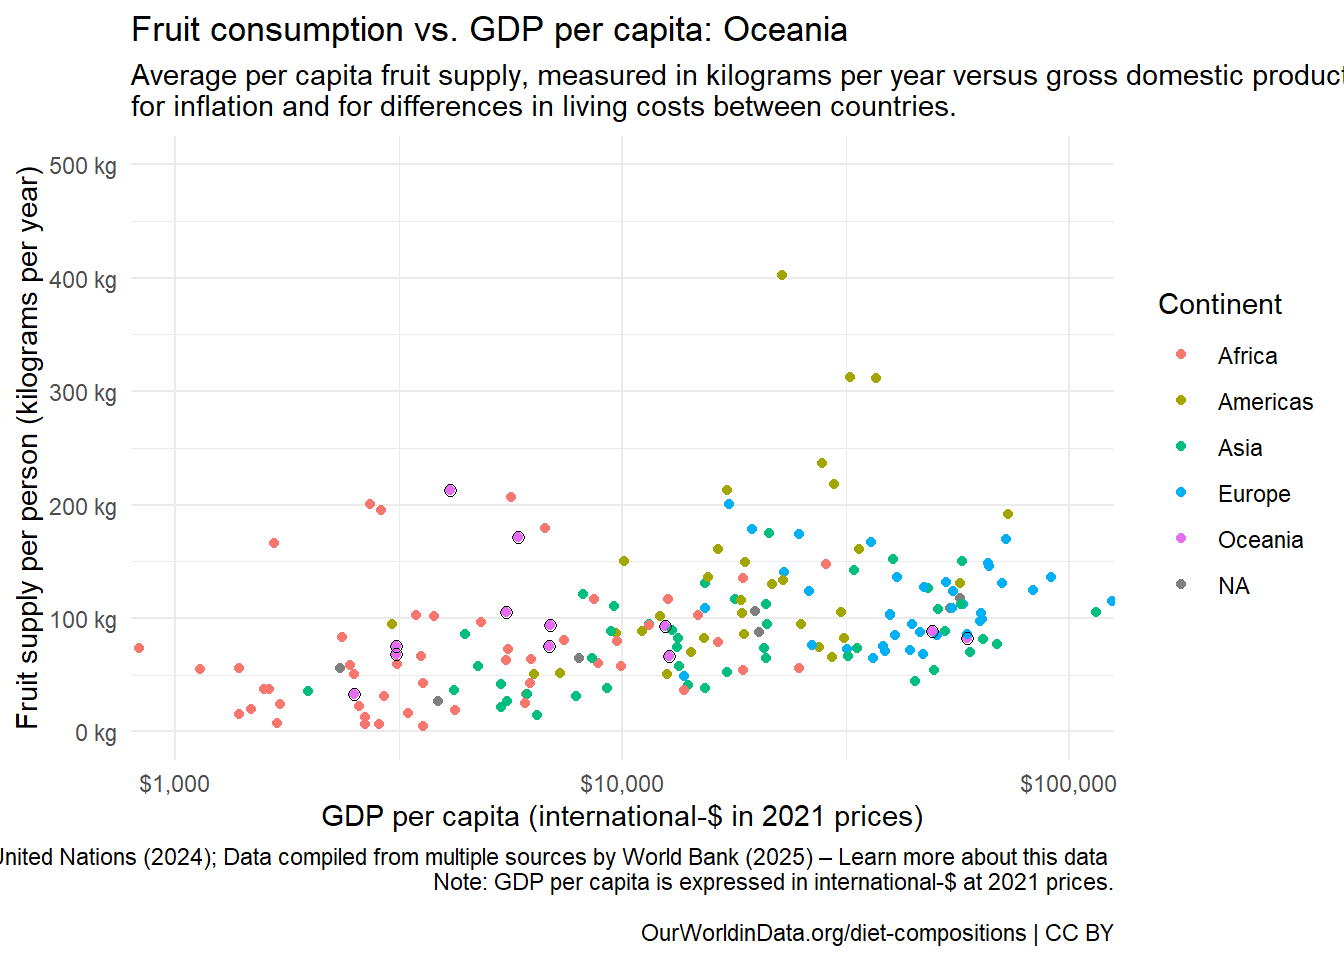 Fruit consumption vs. GDP per capita: Oceania
Average per capita fruit supply, measured in kilograms per year versus gross domestic product
for inflation and for differences in living costs between countries.
Fruit supply per person (kilograms per year)
500 kg
400 kg
300 kg
200 kg
100 kg
0 kg
$1,000
$10,000
$100,000
GDP per capita (international-$ in 2021 prices)
Continent
Africa
Americas
Asia
Europe
Oceania
NA
United Nations (2024); Data compiled from multiple sources by World Bank (2025) – Learn more about this data
Note: GDP per capita is expressed in international-$ at 2021 prices.
OurWorldinData.org/diet-compositions | CC BY